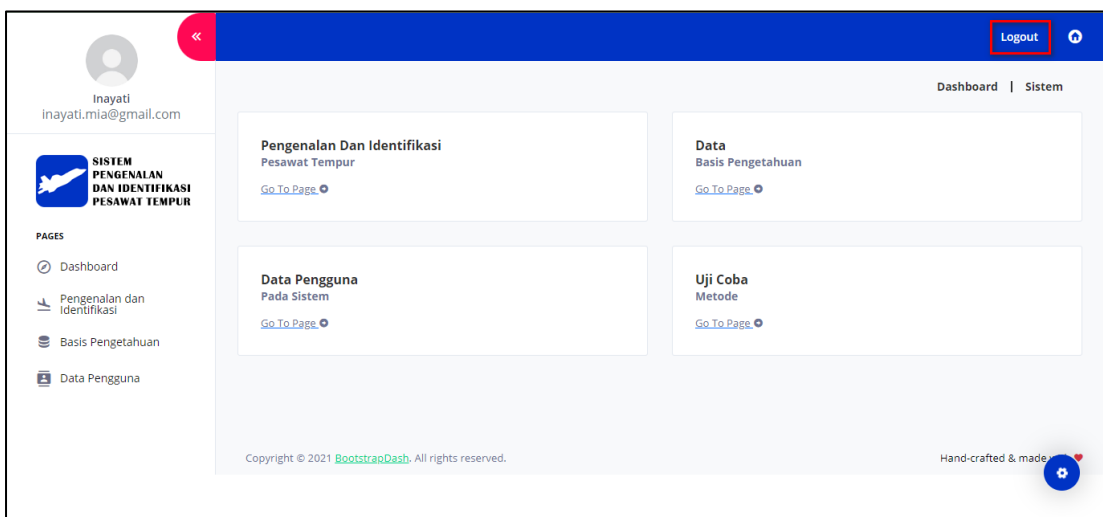 «
Logout
Inayati
inayati.mia@gmail.com
Dashboard | Sistem
SISTEM
PENGENALAN
DAN IDENTIFIKASI
PESAWAT TEMPUR
PAGES
Dashboard
Pengenalan dan
Identifikasi
Basis Pengetahuan
Data Pengguna
Pengenalan Dan Identifikasi
Pesawat Tempur
Go To Page
Data
Basis Pengetahuan
Go To Page
Data Pengguna
Pada Sistem
Go To Page
Uji Coba
Metode
Go To Page
Copyright © 2021 BootstrapDash. All rights reserved.
Hand-crafted & made